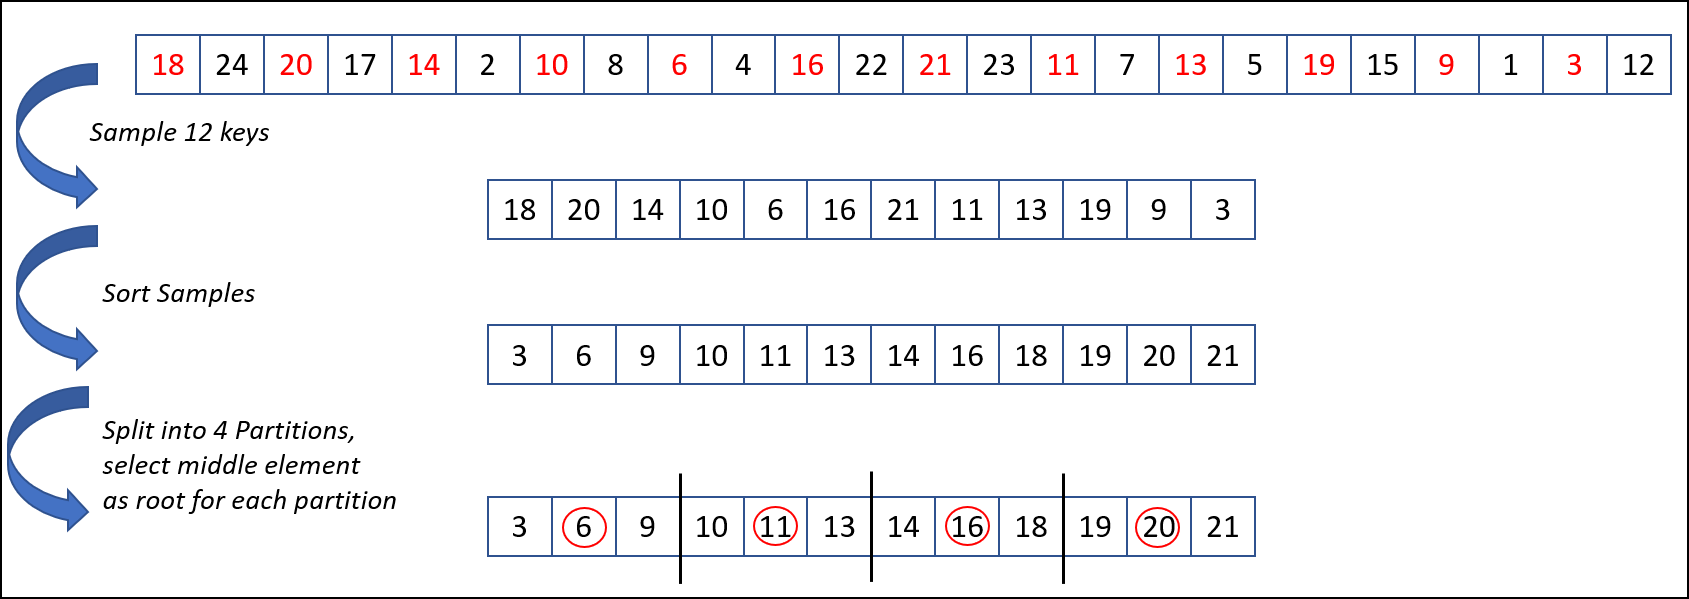 18 24 20 17 14 2 10 8 6 4 16 22 21 23 11 7 13 5 19 15 9 1 3 12
Sample 12 keys
18 20 14 10 6 16 21 11 13 19 9 3
Sort Samples
3 6 9 10 11 13 14 16 18 19 20 21
Split into 4 Partitions,
select middle element
as root for each partition
3 6 9 10 11 13 14 16 18 19 20 21